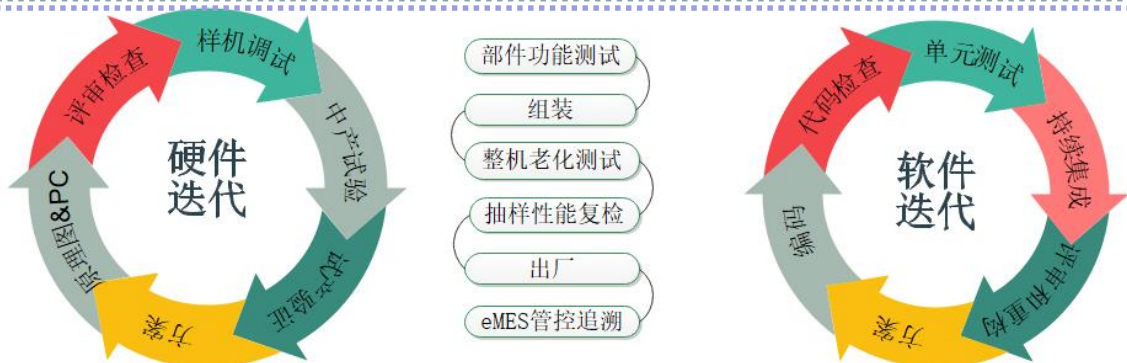 硬件
迭代
评审检查
样机调试
中产试验
试产验证
方案
原理图&PC
部件功能测试
组装
整机老化测试
抽样性能复检
出厂
eMES管控追溯
软件
迭代
代码检查
单元测试
持续集成
评审和重构
方案
编码